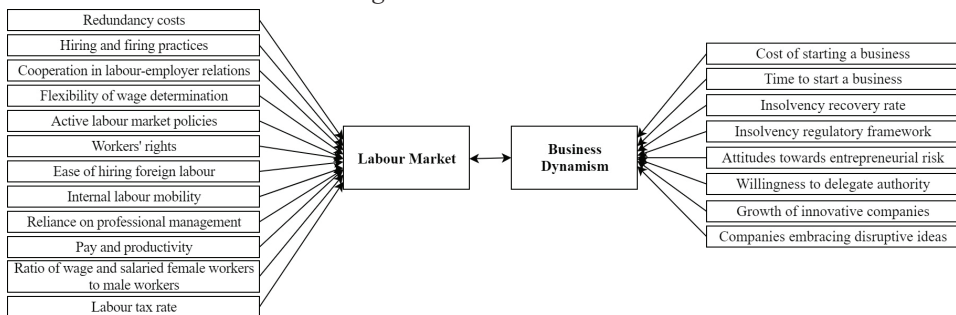 Redundancy costs
Hiring and firing practices
Cooperation in labour-employer relations
Flexibility of wage determination
Active labour market policies
Workers' rights
Ease of hiring foreign labour
Internal labour mobility
Reliance on professional management
Pay and productivity
Ratio of wage and salaried female workers
to male workers
Labour tax rate
Labour Market
Business
Dynamism
Cost of starting a business
Time to start a business
Insolvency recovery rate
Insolvency regulatory framework
Attitudes towards entrepreneurial risk
Willingness to delegate authority
Growth of innovative companies
Companies embracing disruptive ideas